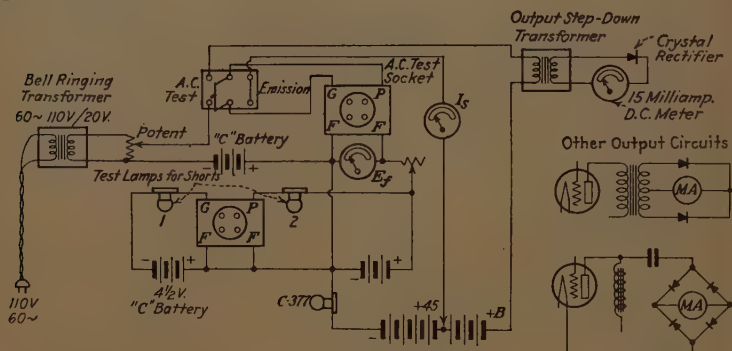 Output Step-Down
Transformer
Crystal
Rectifier
15 Milliamp.
D.C. Meter
Bell Ringing
Transformer
60~ 110V/20V.
A.C.
Test
Emission
A.C. Test
Socket
G P
F F
Is
Potent
"C" Battery
- +
Ef
Test Lamps for Shorts
1
2
G P
F F
- +
4½V.
"C" Battery
- +
110V
60~
C-377
+45
+B
-
Other Output Circuits
MA
MA